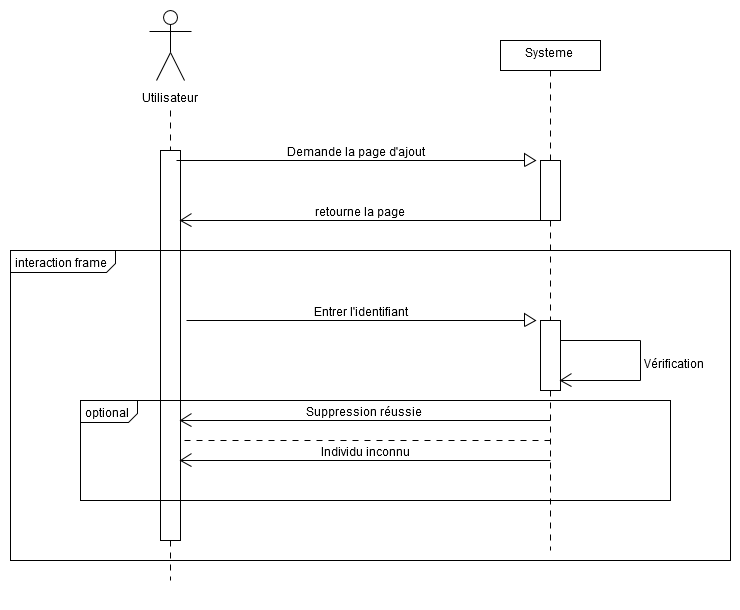 Systeme
Utilisateur
Demande la page d'ajout
retourne la page
interaction frame
Entrer l'identifiant
Vérification
optional
Suppression réussie
Individu inconnu